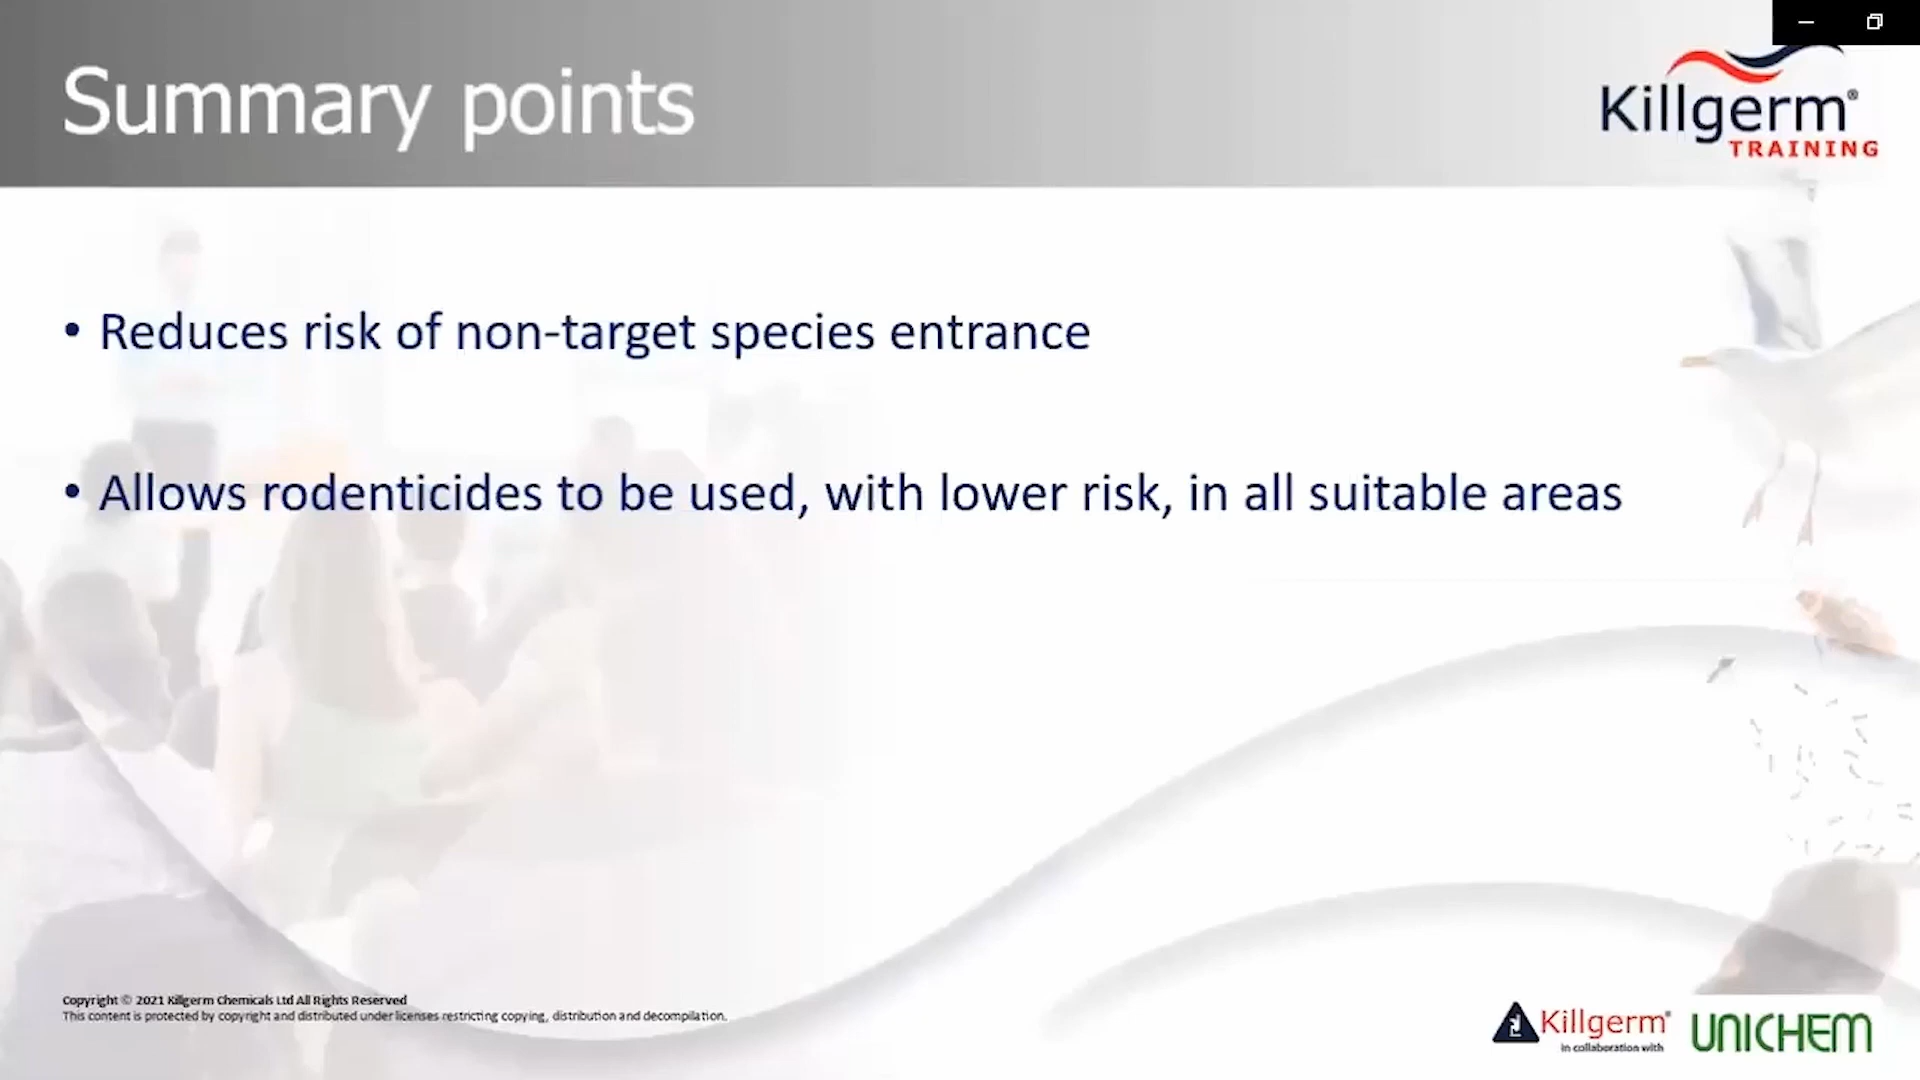 Summary points
Killgerm®
TRAINING
• Reduces risk of non-target species entrance
• Allows rodenticides to be used, with lower risk, in all suitable areas
Copyright © 2021 Killgerm Chemicals Ltd All Rights Reserved
This content is protected by copyright and distributed under licenses restricting copying, distribution and decompilation.
Killgerm®
in collaboration with
UNICHEM